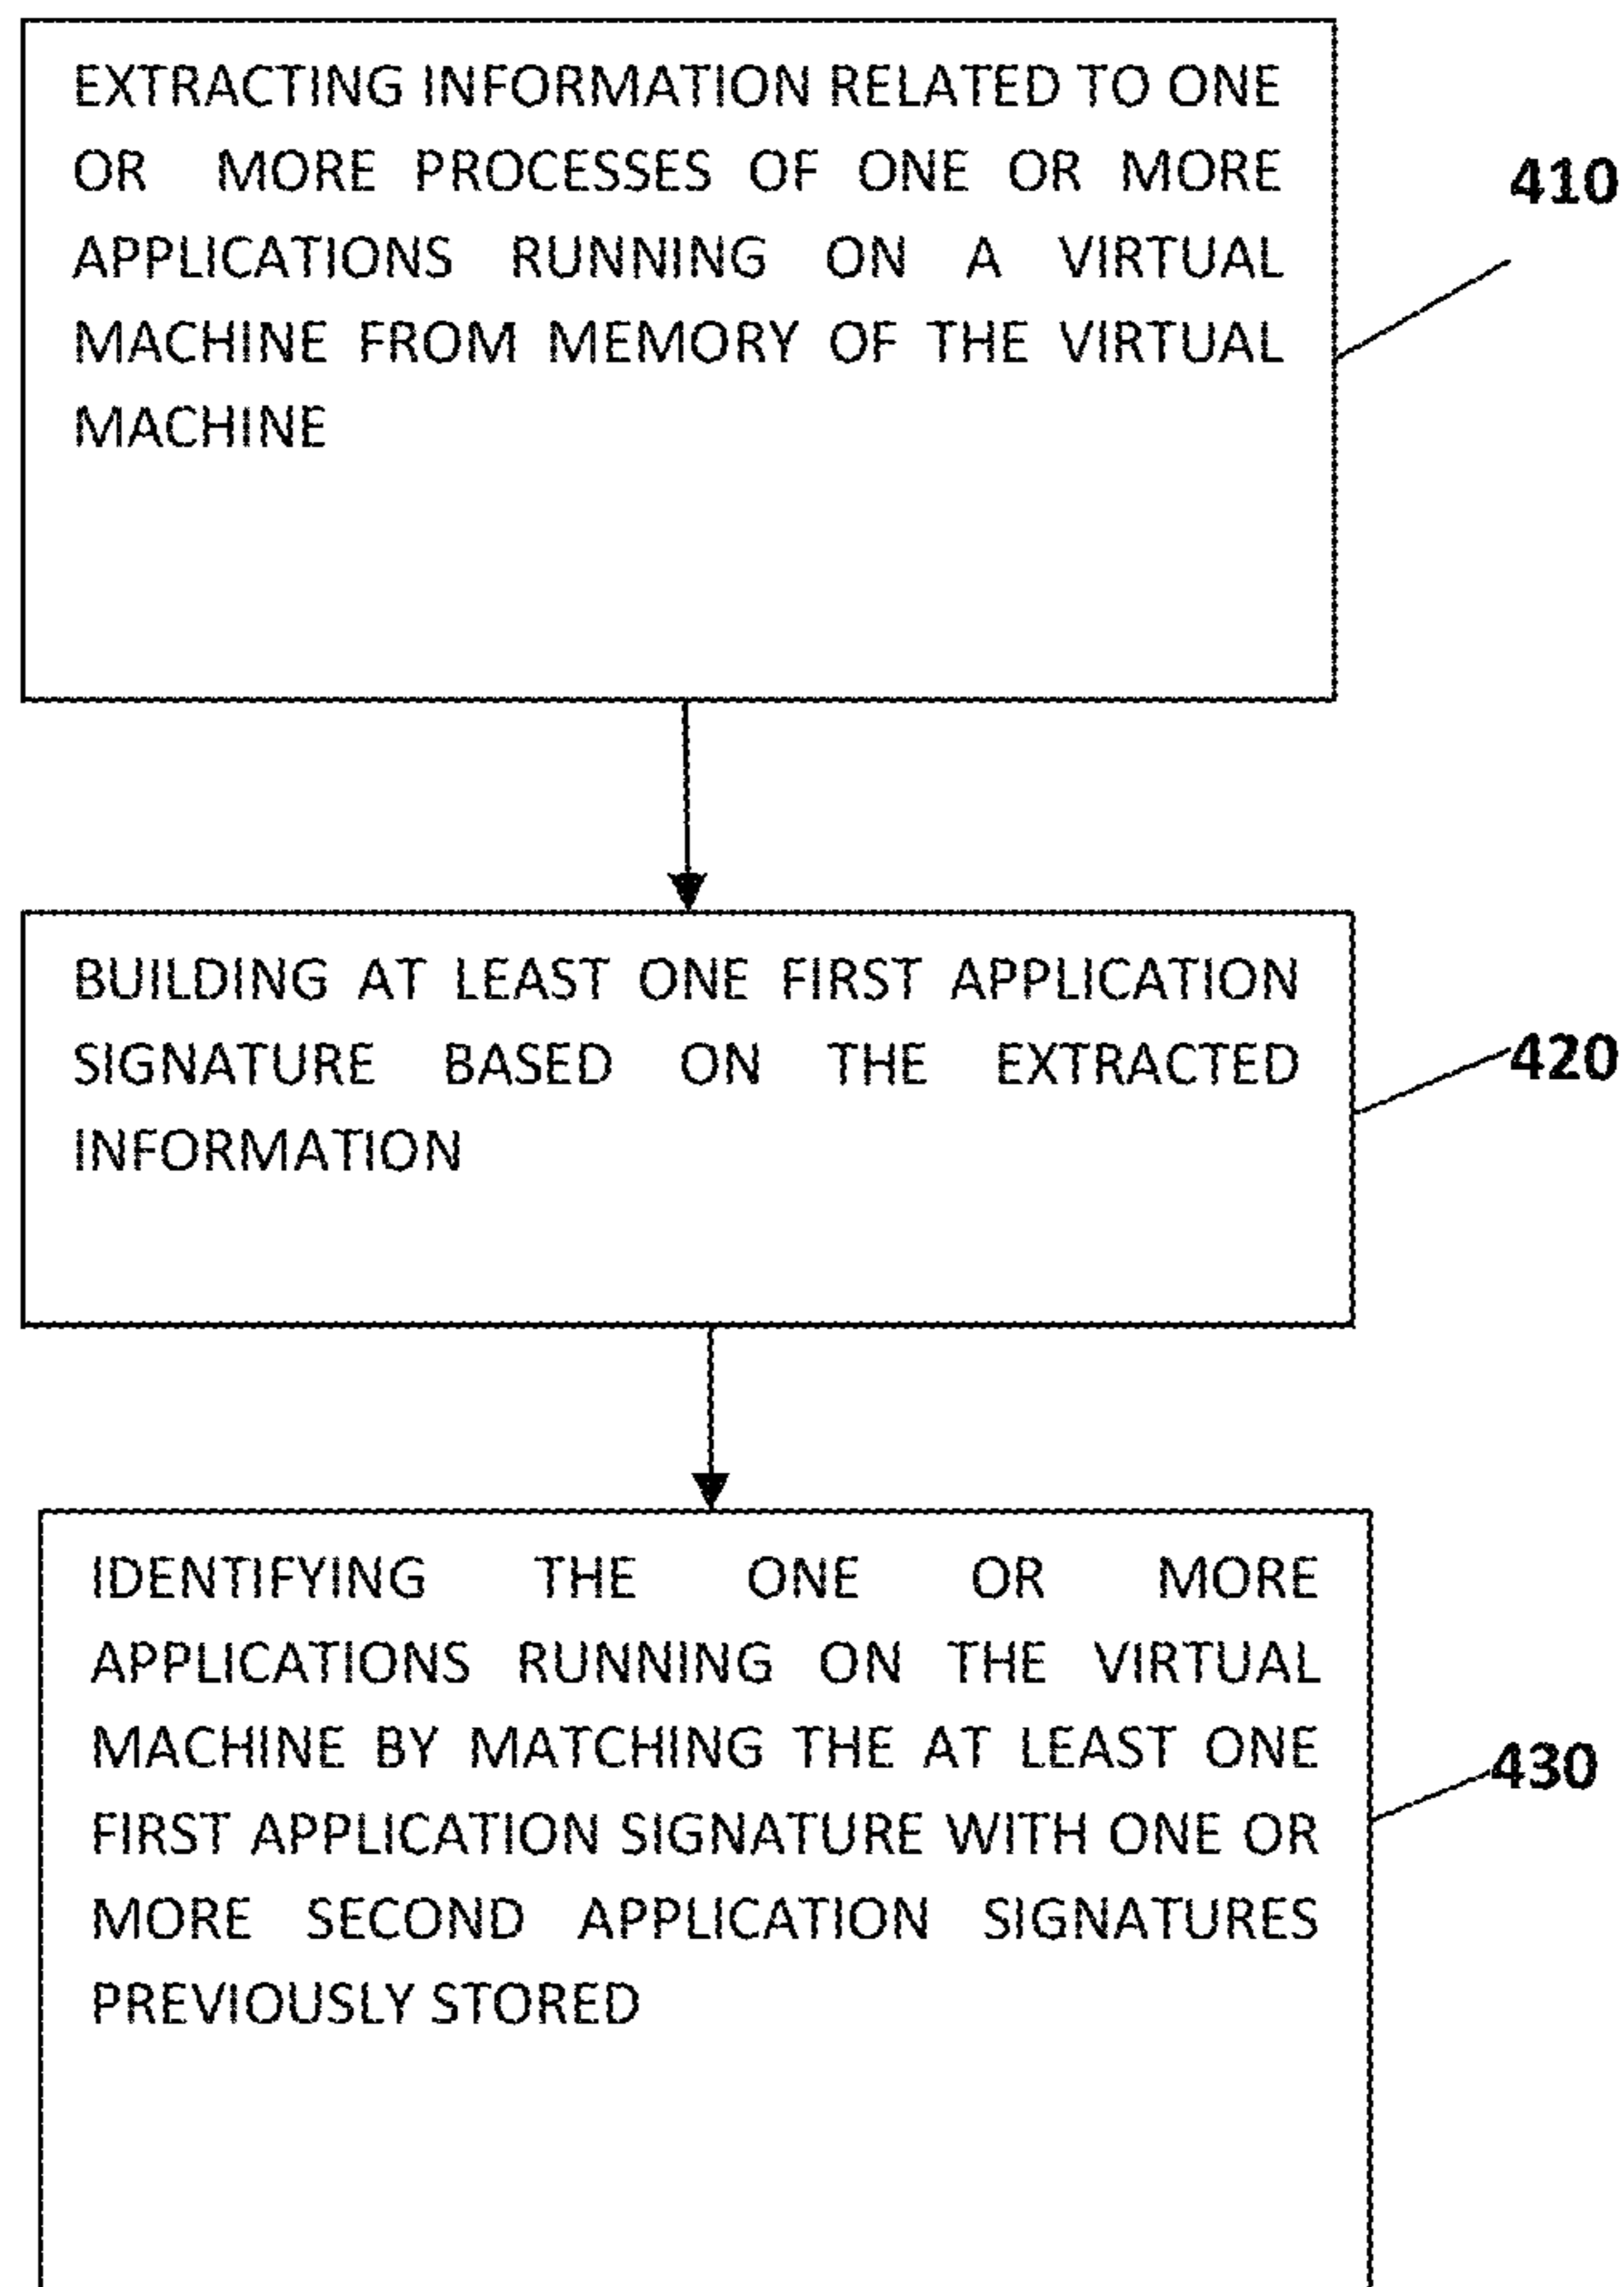 EXTRACTING INFORMATION RELATED TO ONE
OR MORE PROCESSES OF ONE OR MORE
APPLICATIONS RUNNING ON A VIRTUAL
MACHINE FROM MEMORY OF THE VIRTUAL
MACHINE
410
BUILDING AT LEAST ONE FIRST APPLICATION
SIGNATURE BASED ON THE EXTRACTED
INFORMATION
420
IDENTIFYING THE ONE OR MORE
APPLICATIONS RUNNING ON THE VIRTUAL
MACHINE BY MATCHING THE AT LEAST ONE
FIRST APPLICATION SIGNATURE WITH ONE OR
MORE SECOND APPLICATION SIGNATURES
PREVIOUSLY STORED
430